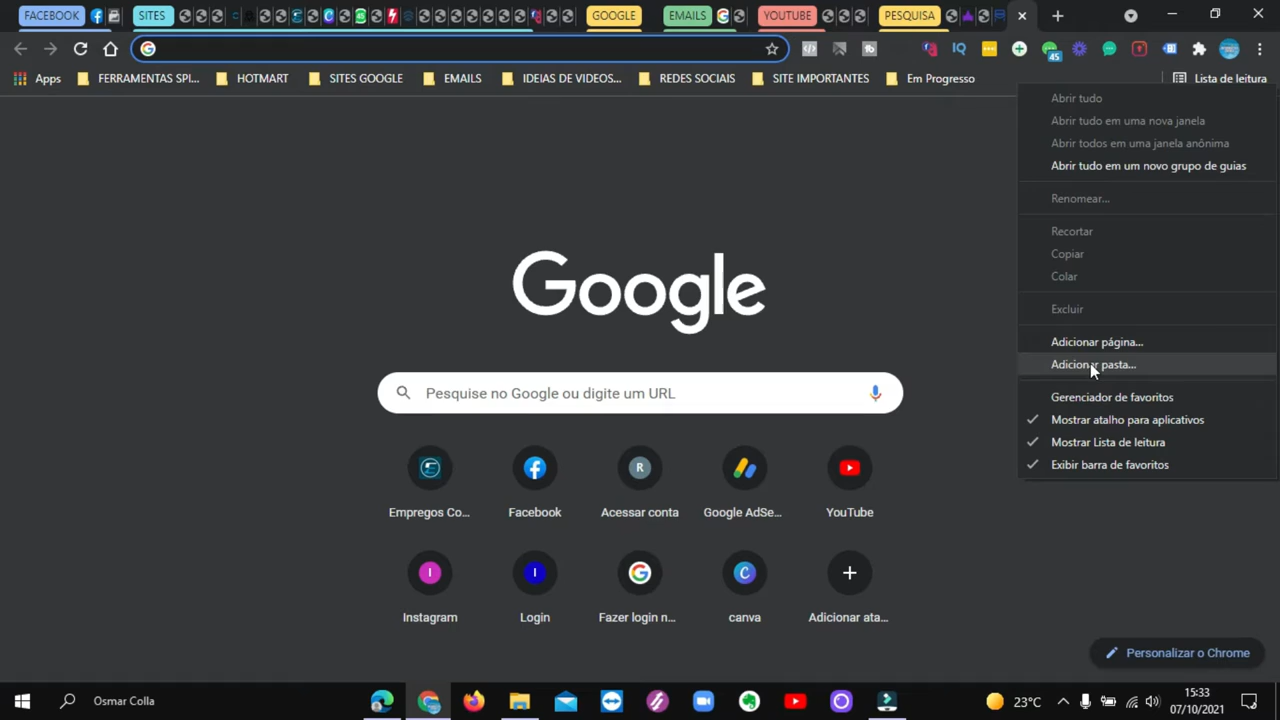 FACEBOOK
SITES
GOOGLE
EMAILS
YOUTUBE
PESQUISA
45
Apps
FERRAMENTAS SPI...
HOTMART
SITES GOOGLE
EMAILS
IDEIAS DE VIDEOS...
REDES SOCIAIS
SITE IMPORTANTES
Em Progresso
Lista de leitura
Abrir tudo
Abrir tudo em uma nova janela
Abrir todos em uma janela anônima
Abrir tudo em um novo grupo de guias
Renomear...
Recortar
Copiar
Colar
Excluir
Adicionar página...
Adicionar pasta...
Gerenciador de favoritos
Mostrar atalho para aplicativos
Mostrar Lista de leitura
Exibir barra de favoritos
Google
Pesquise no Google ou digite um URL
Empregos Co...
Facebook
R
Acessar conta
Google AdSe...
YouTube
I
Instagram
I
Login
Fazer login n...
canva
Adicionar ata...
Personalizar o Chrome
Osmar Colla
23°C
15:33
07/10/2021